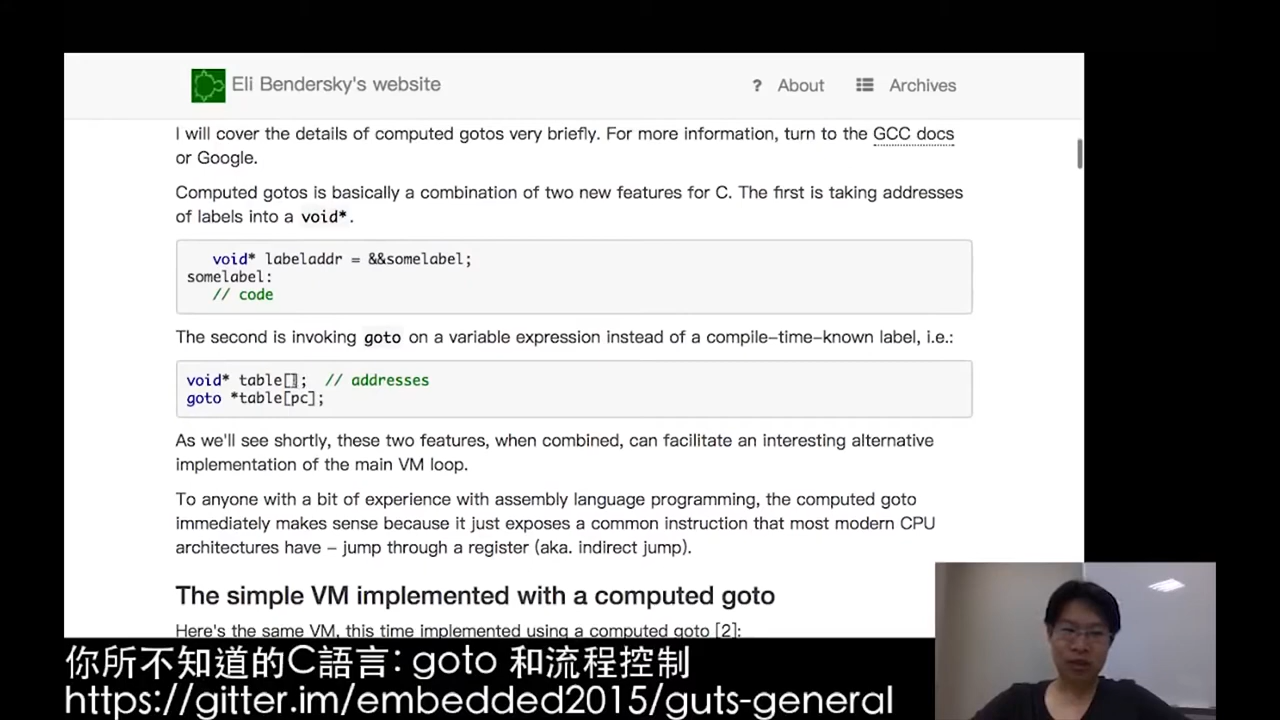 Eli Bendersky's website
? About
Archives
I will cover the details of computed gotos very briefly. For more information, turn to the GCC docs
or Google.
Computed gotos is basically a combination of two new features for C. The first is taking addresses
of labels into a void*.
void* labeladdr = &&somelabel;
somelabel:
// code
The second is invoking goto on a variable expression instead of a compile-time-known label, i.e.:
void* table[];  // addresses
goto *table[pc];
As we'll see shortly, these two features, when combined, can facilitate an interesting alternative
implementation of the main VM loop.
To anyone with a bit of experience with assembly language programming, the computed goto
immediately makes sense because it just exposes a common instruction that most modern CPU
architectures have – jump through a register (aka. indirect jump).
The simple VM implemented with a computed goto
Here's the same VM, this time implemented using a computed goto [2]:
你所不知道的C語言: goto 和流程控制
https://gitter.im/embedded2015/guts-general